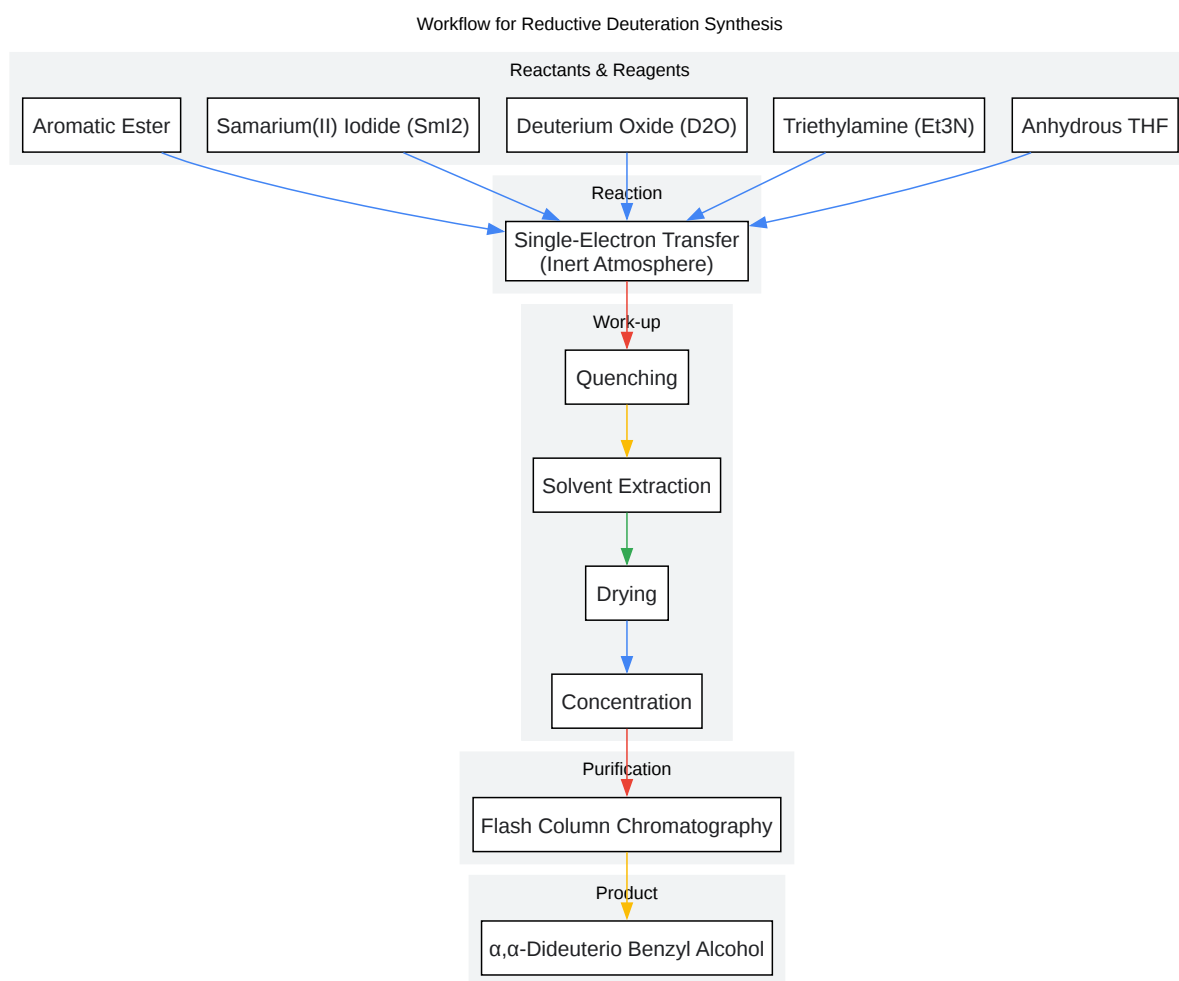 Workflow for Reductive Deuteration Synthesis
Reactants & Reagents
Aromatic Ester
Samarium(II) Iodide (SmI2)
Deuterium Oxide (D2O)
Triethylamine (Et3N)
Anhydrous THF
Reaction
Single-Electron Transfer
(Inert Atmosphere)
Work-up
Quenching
Solvent Extraction
Drying
Concentration
Purification
Flash Column Chromatography
Product
α,α-Dideuterio Benzyl Alcohol